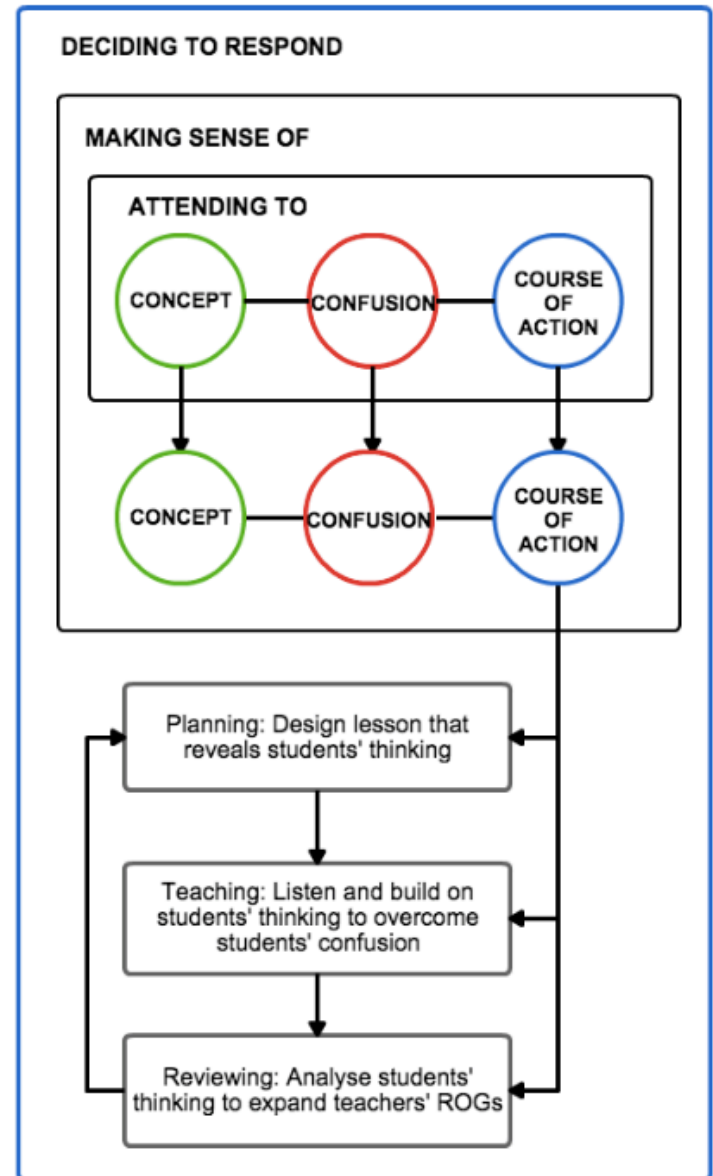 DECIDING TO RESPOND
MAKING SENSE OF
ATTENDING TO
CONCEPT
CONFUSION
COURSE
OF
ACTION
CONCEPT
CONFUSION
COURSE
OF
ACTION
Planning: Design lesson that
reveals students' thinking
Teaching: Listen and build on
students' thinking to overcome
students' confusion
Reviewing: Analyse students'
thinking to expand teachers' ROGs